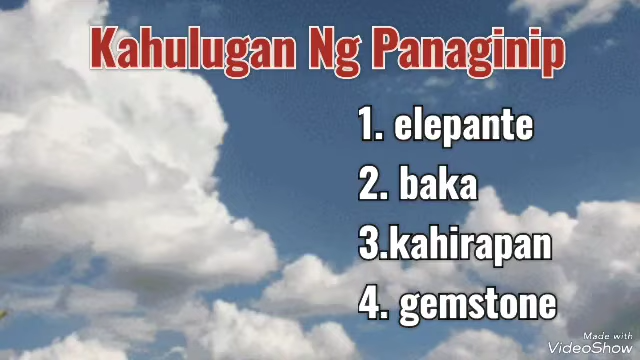 Kahulugan Ng Panaginip
1. elepante
2. baka
3.kahirapan
4. gemstone
Made with
VideoShow